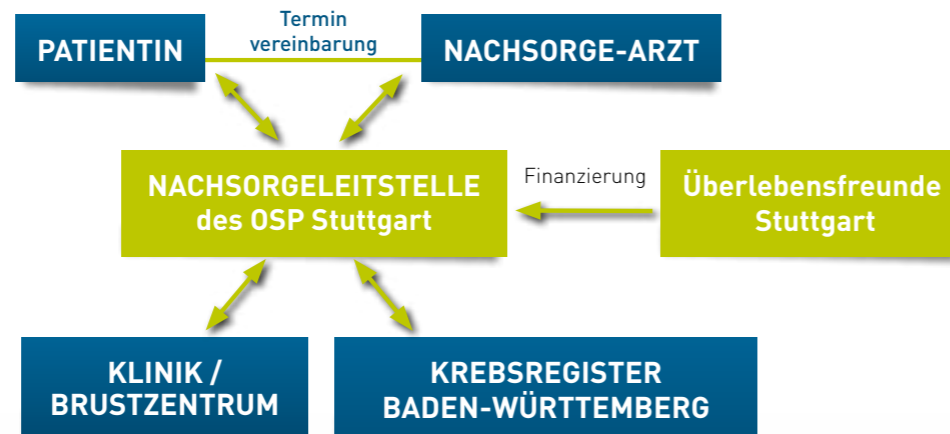 Termin
vereinbarung
PATIENTIN
NACHSORGE-ARZT
NACHSORGELEITSTELLE
des OSP Stuttgart
Finanzierung
Überlebensfreunde
Stuttgart
KLINIK /
BRUSTZENTRUM
KREBSREGISTER
BADEN-WÜRTTEMBERG